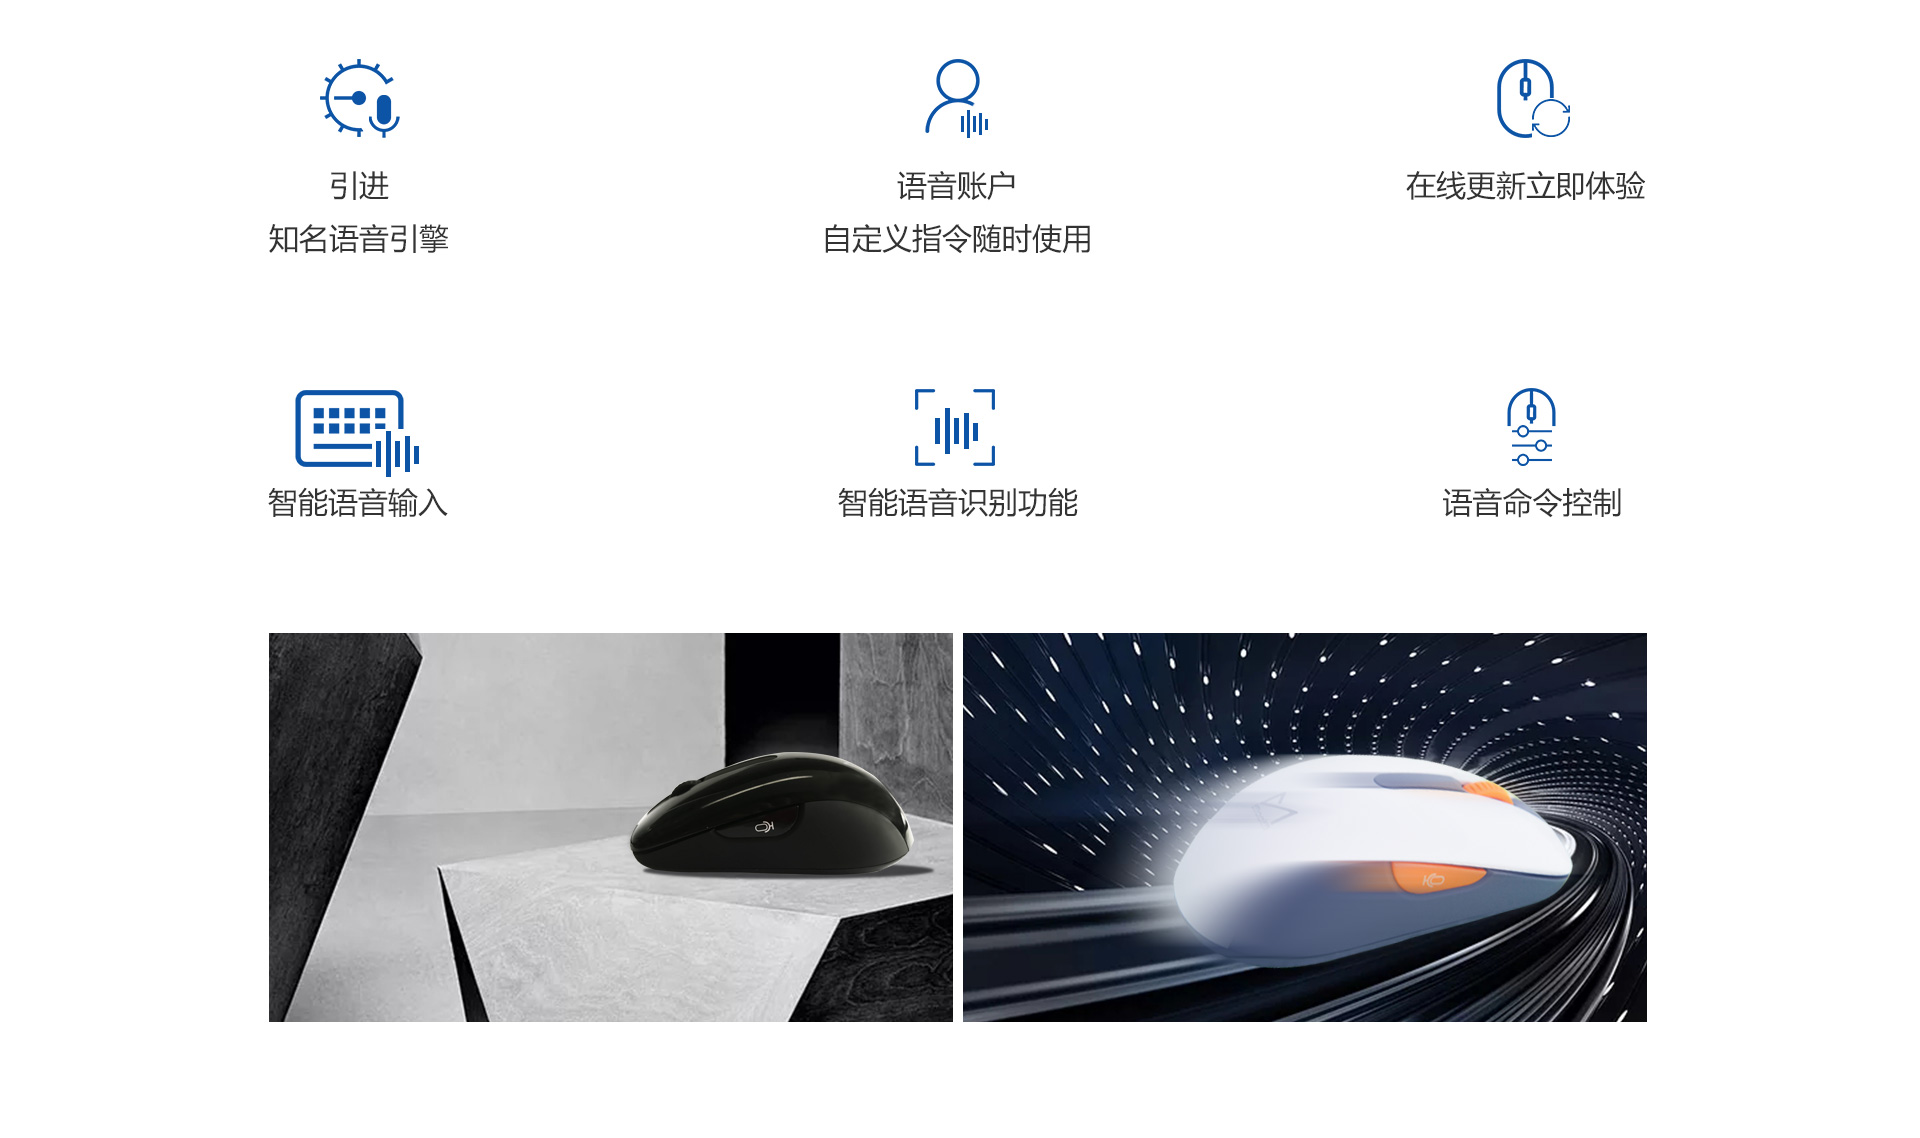 引进
知名语音引擎
语音账户
自定义指令随时使用
在线更新立即体验
智能语音输入
智能语音识别功能
语音命令控制